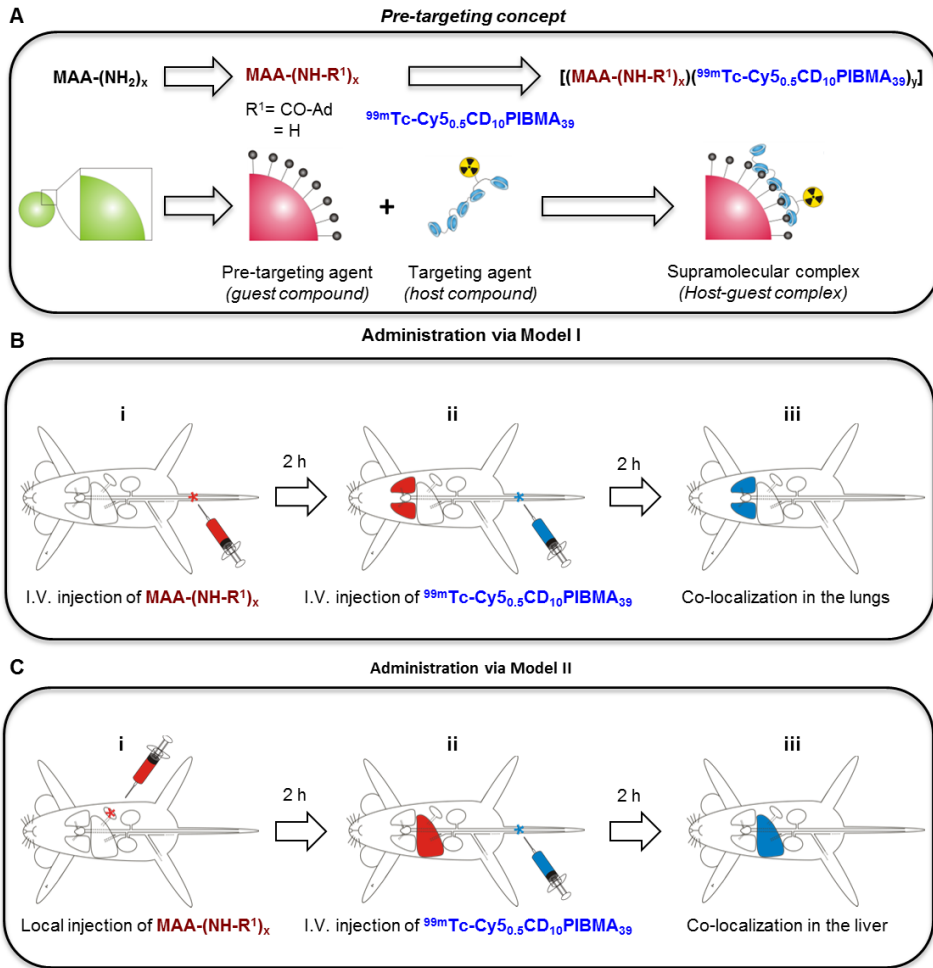 A
Pre-targeting concept
MAA-(NH₂)ₓ
MAA-(NH-R¹)ₓ
[(MAA-(NH-R¹)ₓ)(⁹⁹ᵐTc-Cy5₀.₅CD₁₀PIBMA₃₉)ᵧ]
R¹= CO-Ad
= H
⁹⁹ᵐTc-Cy5₀.₅CD₁₀PIBMA₃₉
+
Pre-targeting agent
(guest compound)
Targeting agent
(host compound)
Supramolecular complex
(Host-guest complex)
B
Administration via Model I
i
ii
iii
2 h
2 h
I.V. injection of MAA-(NH-R¹)ₓ
I.V. injection of ⁹⁹ᵐTc-Cy5₀.₅CD₁₀PIBMA₃₉
Co-localization in the lungs
C
Administration via Model II
i
ii
iii
2 h
2 h
Local injection of MAA-(NH-R¹)ₓ
I.V. injection of ⁹⁹ᵐTc-Cy5₀.₅CD₁₀PIBMA₃₉
Co-localization in the liver